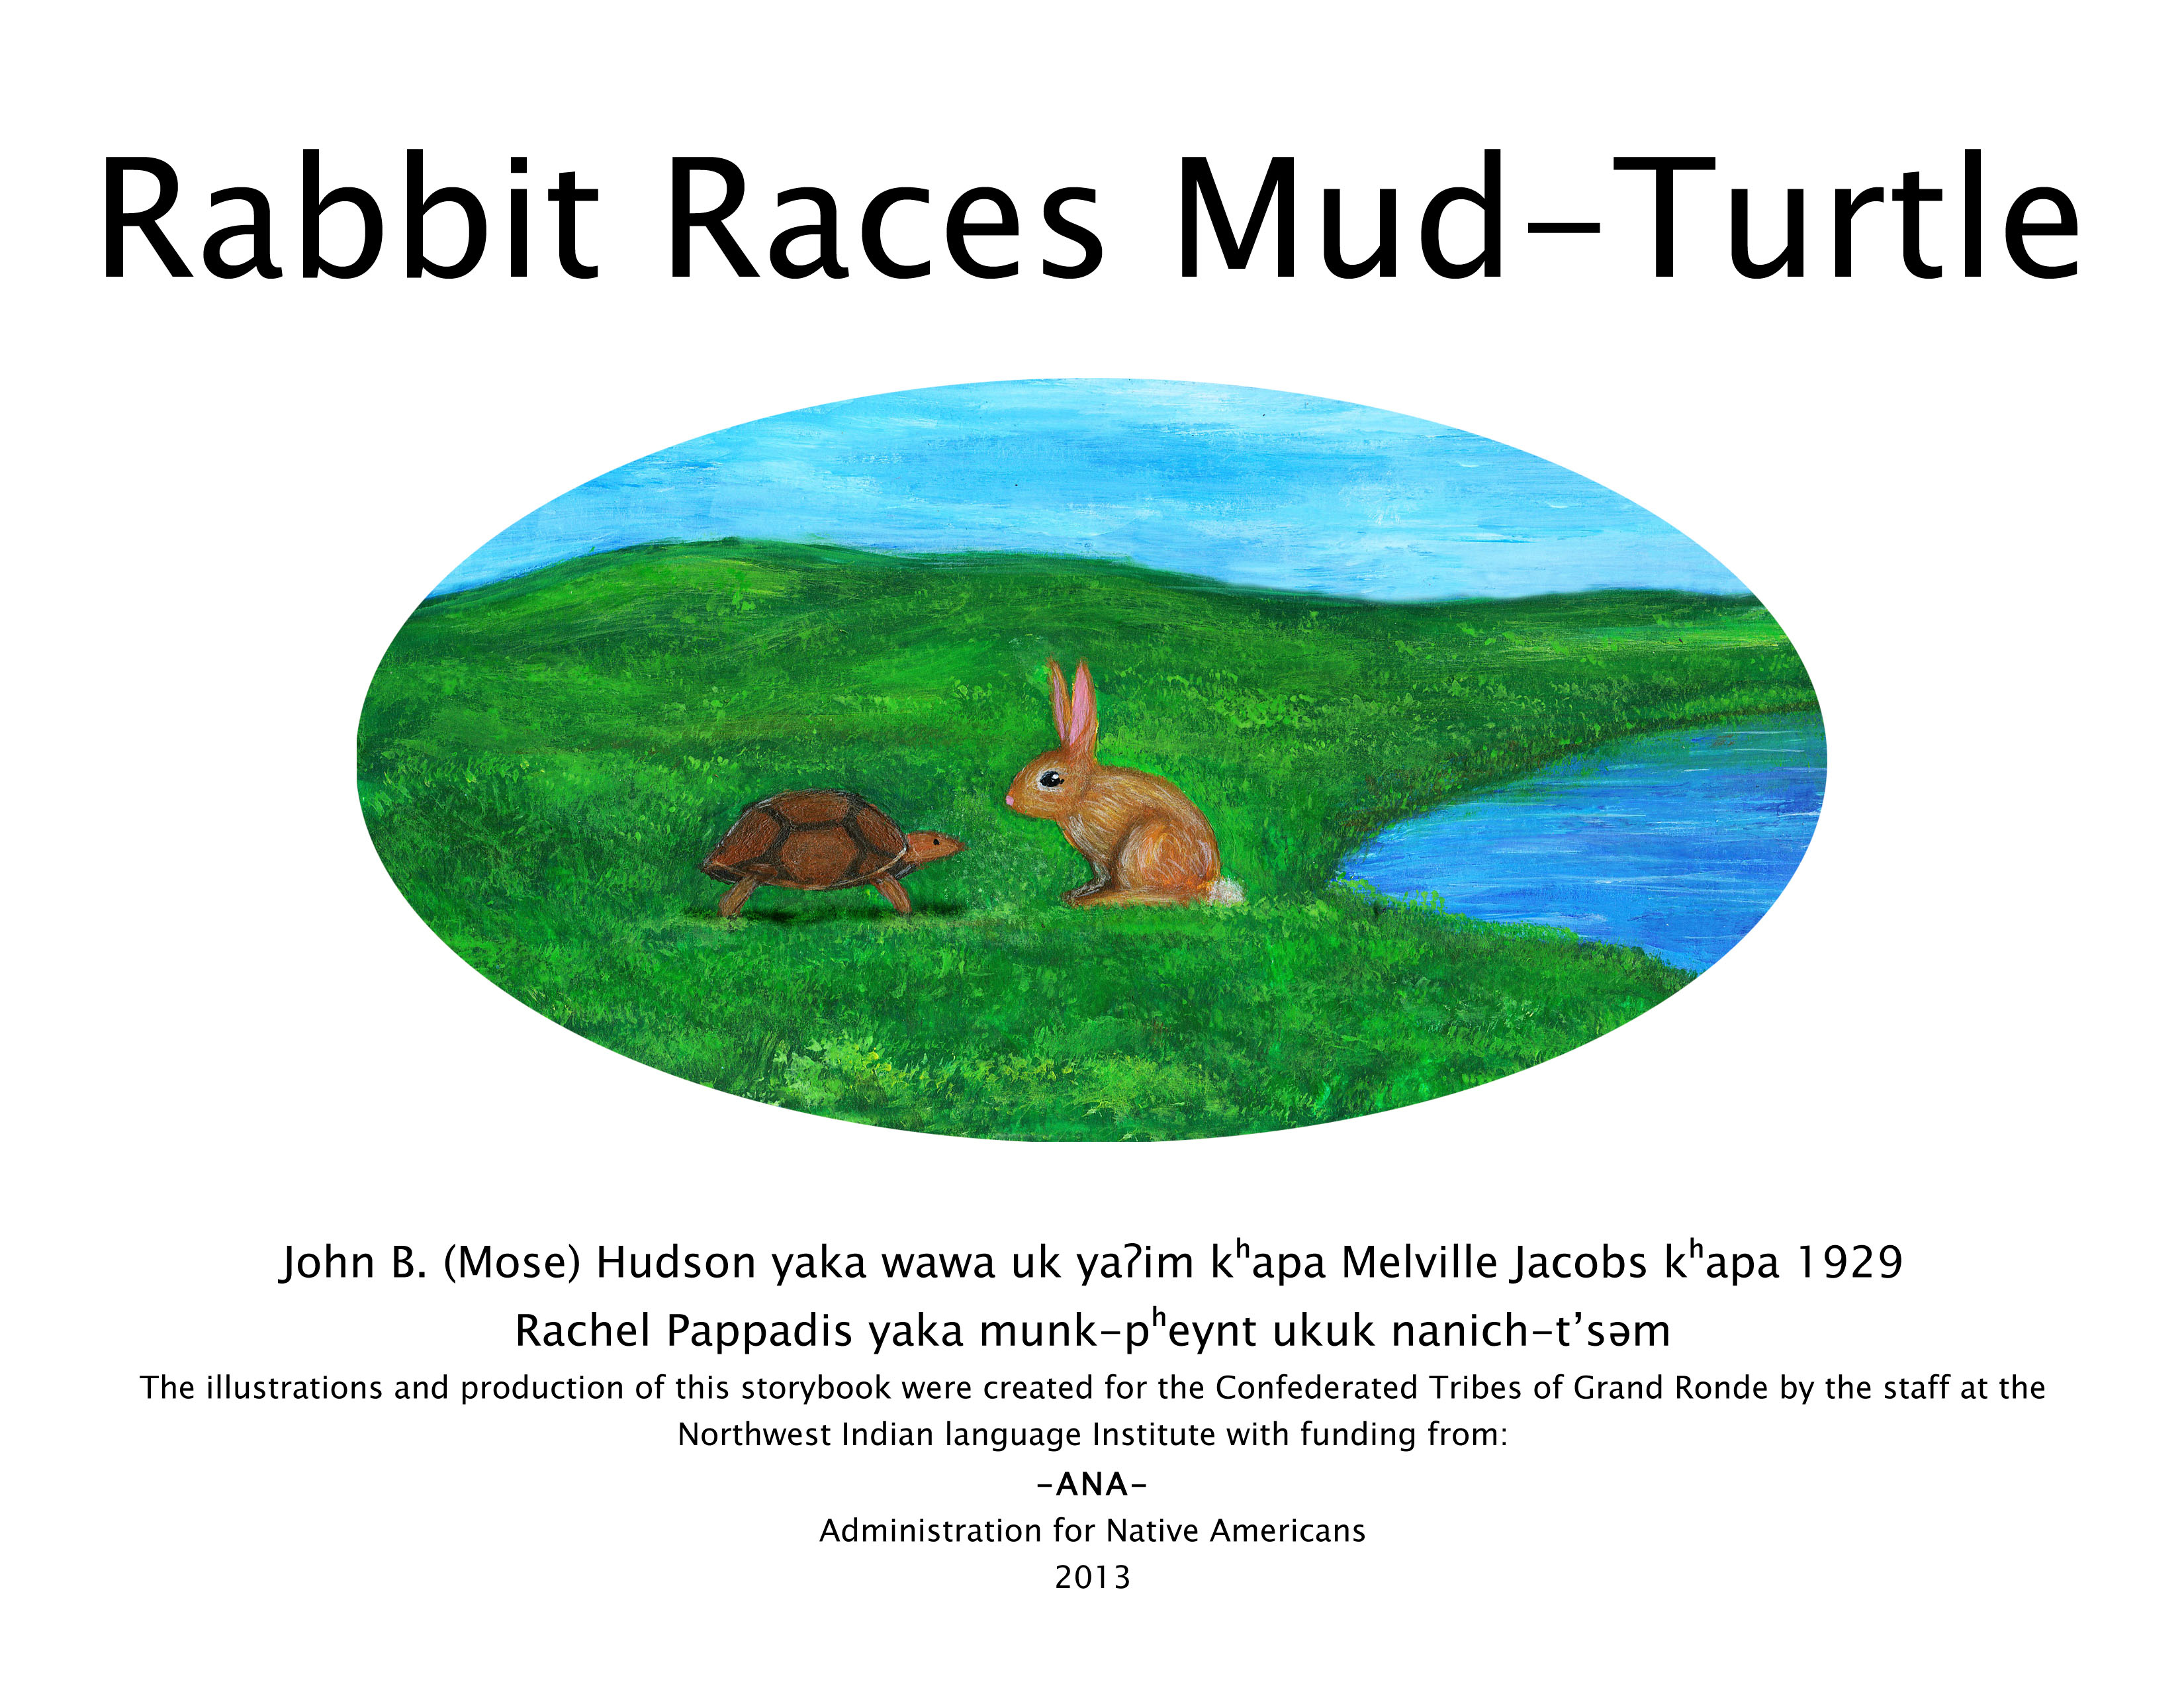 Rabbit Races Mud-Turtle
John B. (Mose) Hudson yaka wawa uk yaʔim kʰapa Melville Jacobs kʰapa 1929
Rachel Pappadis yaka munk-pʰeynt ukuk nanich-t’səm
The illustrations and production of this storybook were created for the Confederated Tribes of Grand Ronde by the staff at the
Northwest Indian language Institute with funding from:
-ANA-
Administration for Native Americans
2013